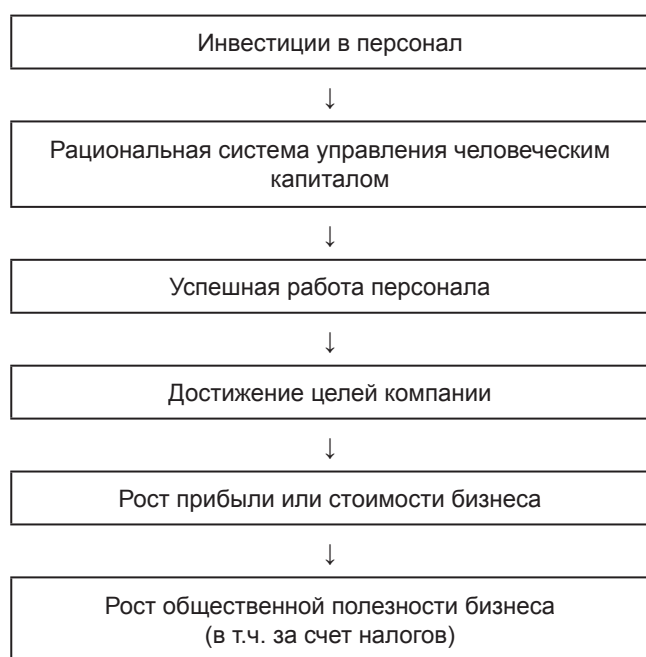 Инвестиции в персонал
↓
Рациональная система управления человеческим
капиталом
↓
Успешная работа персонала
↓
Достижение целей компании
↓
Рост прибыли или стоимости бизнеса
↓
Рост общественной полезности бизнеса
(в т.ч. за счет налогов)